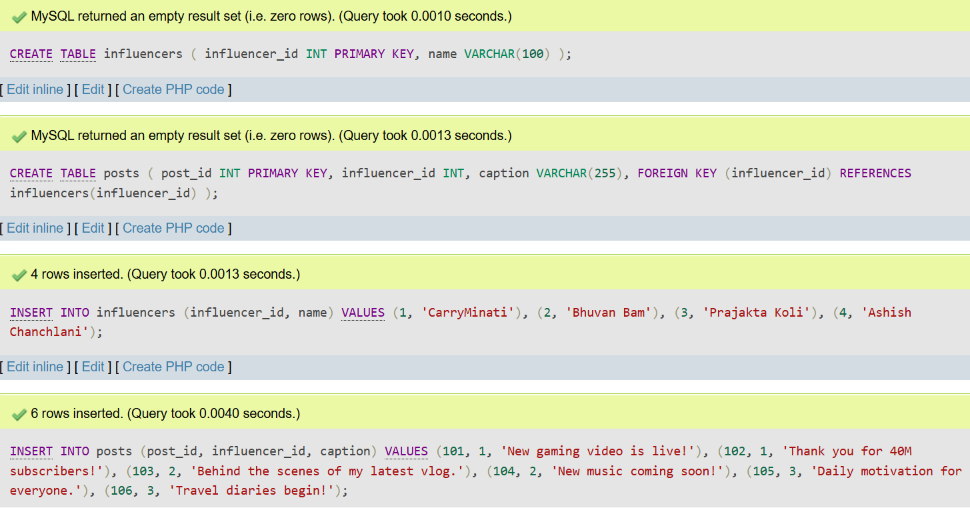 MySQL returned an empty result set (i.e. zero rows). (Query took 0.0010 seconds.)
CREATE TABLE influencers ( influencer_id INT PRIMARY KEY, name VARCHAR(100) );
[ Edit inline ] [ Edit ] [ Create PHP code ]
MySQL returned an empty result set (i.e. zero rows). (Query took 0.0013 seconds.)
CREATE TABLE posts ( post_id INT PRIMARY KEY, influencer_id INT, caption VARCHAR(255), FOREIGN KEY (influencer_id) REFERENCES
influencers(influencer_id) );
[ Edit inline ] [ Edit ] [ Create PHP code ]
4 rows inserted. (Query took 0.0013 seconds.)
INSERT INTO influencers (influencer_id, name) VALUES (1, 'CarryMinati'), (2, 'Bhuvan Bam'), (3, 'Prajakta Koli'), (4, 'Ashish
Chanchlani');
[ Edit inline ] [ Edit ] [ Create PHP code ]
6 rows inserted. (Query took 0.0040 seconds.)
INSERT INTO posts (post_id, influencer_id, caption) VALUES (101, 1, 'New gaming video is live!'), (102, 1, 'Thank you for 40M
subscribers!'), (103, 2, 'Behind the scenes of my latest vlog.'), (104, 2, 'New music coming soon!'), (105, 3, 'Daily motivation for
everyone.'), (106, 3, 'Travel diaries begin!');